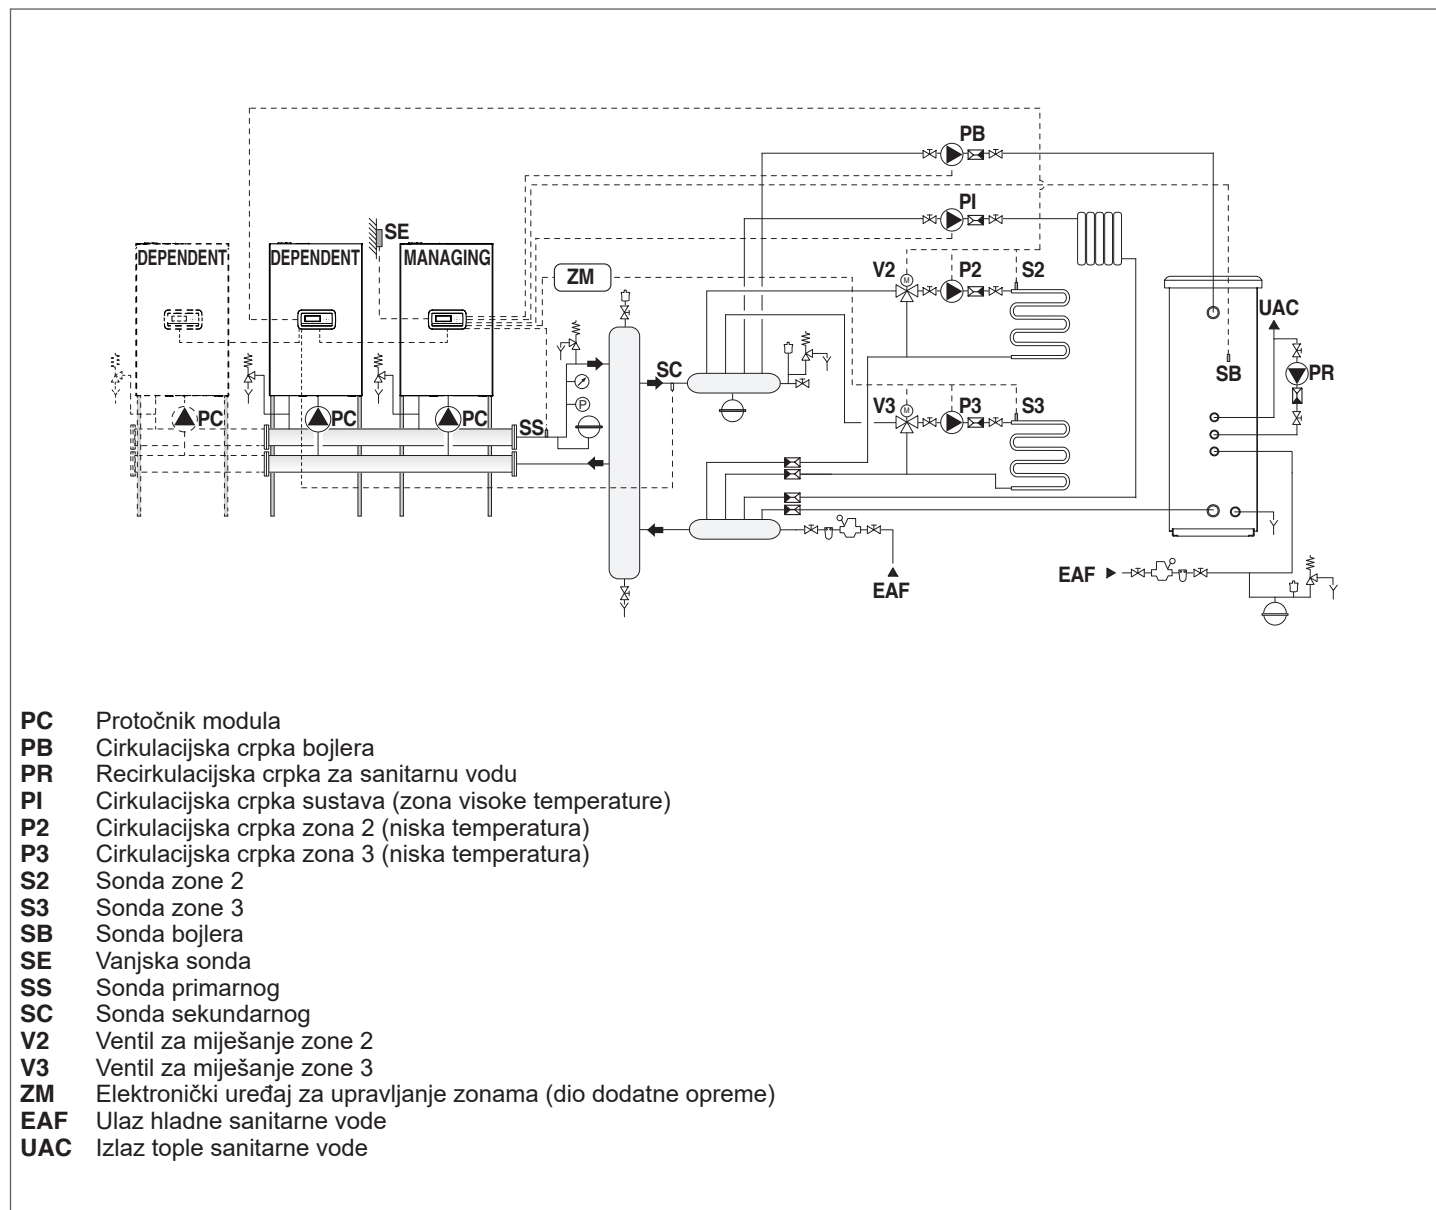 PB
PI
SE
DEPENDENT
DEPENDENT
MANAGING
ZM
V2
M
P2
S2
UAC
SC
SB
PR
P
V3
M
P3
S3
PC
PC
PC
SS
EAF
EAF
PC Protočnik modula
PB Cirkulacijska crpka bojlera
PR Recirkulacijska crpka za sanitarnu vodu
PI Cirkulacijska crpka sustava (zona visoke temperature)
P2 Cirkulacijska crpka zona 2 (niska temperatura)
P3 Cirkulacijska crpka zona 3 (niska temperatura)
S2 Sonda zone 2
S3 Sonda zone 3
SB Sonda bojlera
SE Vanjska sonda
SS Sonda primarnog
SC Sonda sekundarnog
V2 Ventil za miješanje zone 2
V3 Ventil za miješanje zone 3
ZM Elektronički uređaj za upravljanje zonama (dio dodatne opreme)
EAF Ulaz hladne sanitarne vode
UAC Izlaz tople sanitarne vode